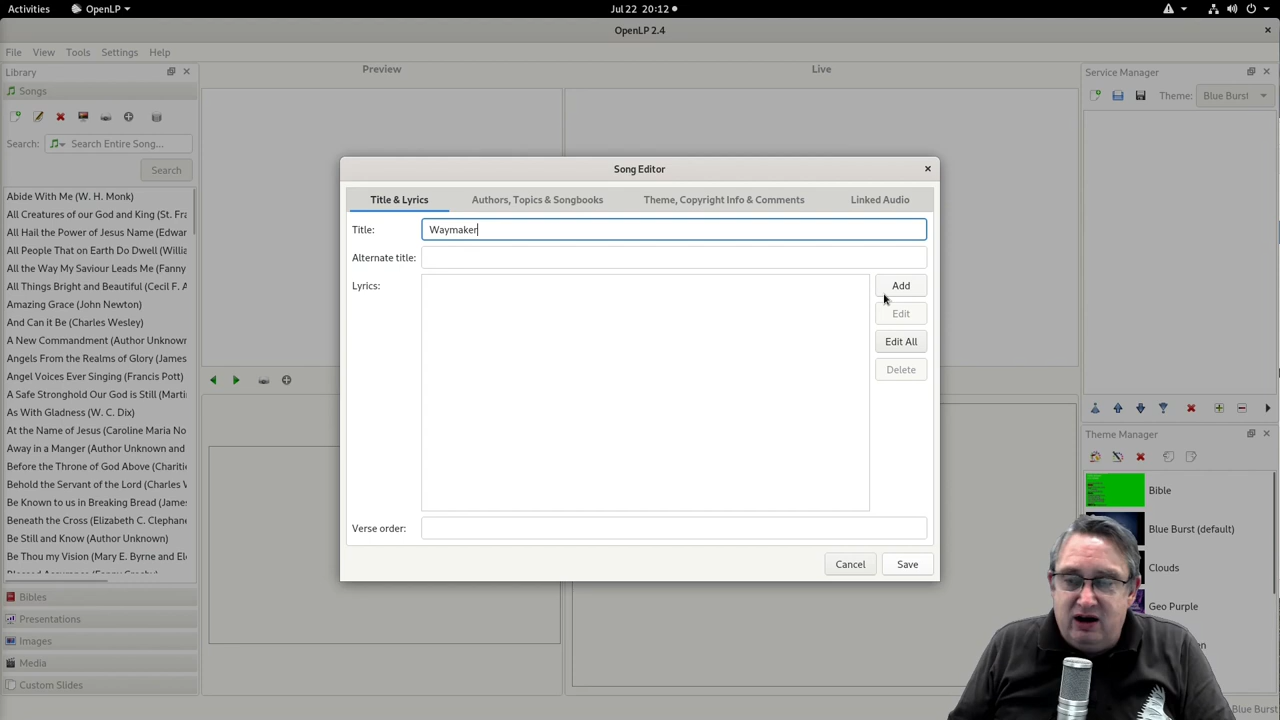 Activities OpenLP Jul 22 20:12
OpenLP 2.4
File View Tools Settings Help
Library Preview Live Service Manager
Songs
Theme: Blue Burst
Search: Search Entire Song...
Search
Abide With Me (W. H. Monk)
All Creatures of our God and King (St. Fra
All Hail the Power of Jesus Name (Edwar
All People That on Earth Do Dwell (Willia
All the Way My Saviour Leads Me (Fanny
All Things Bright and Beautiful (Cecil F. A
Amazing Grace (John Newton)
And Can it Be (Charles Wesley)
A New Commandment (Author Unknown
Angels From the Realms of Glory (James
Angel Voices Ever Singing (Francis Pott)
A Safe Stronghold Our God is Still (Marti
As With Gladness (W. C. Dix)
At the Name of Jesus (Caroline Maria No
Away in a Manger (Author Unknown and
Before the Throne of God Above (Chariti
Behold the Servant of the Lord (Charles W
Be Known to us in Breaking Bread (James
Beneath the Cross (Elizabeth C. Clephane
Be Still and Know (Author Unknown)
Be Thou my Vision (Mary E. Byrne and Ele
Bibles
Presentations
Images
Media
Custom Slides
Song Editor
Title & Lyrics Authors, Topics & Songbooks Theme, Copyright Info & Comments Linked Audio
Title: Waymaker
Alternate title:
Lyrics:
Add
Edit
Edit All
Delete
Verse order:
Cancel Save
Theme Manager
Bible
Blue Burst (default)
Clouds
Geo Purple
Blue Burst